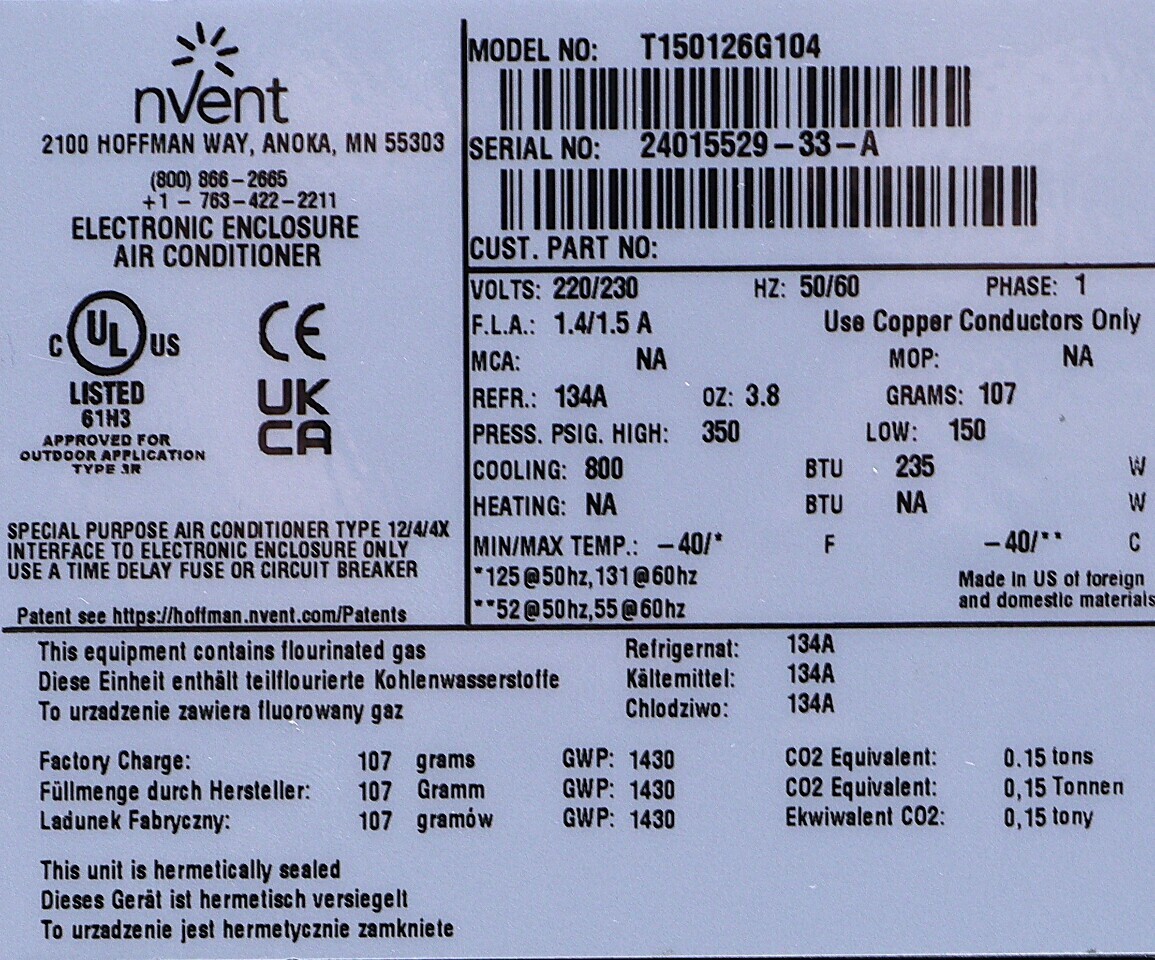 nVent
2100 HOFFMAN WAY, ANOKA, MN 55303
(800) 866-2665
+1 - 763-422-2211
ELECTRONIC ENCLOSURE
AIR CONDITIONER
C UL US
LISTED
61H3
APPROVED FOR
OUTDOOR APPLICATION
TYPE 3R
CE
UK
CA
SPECIAL PURPOSE AIR CONDITIONER TYPE 12/4/4X
INTERFACE TO ELECTRONIC ENCLOSURE ONLY
USE A TIME DELAY FUSE OR CIRCUIT BREAKER
Patent see https://hoffman.nvent.com/Patents
MODEL NO: T150126G104
SERIAL NO: 24015529-33-A
CUST. PART NO:
VOLTS: 220/230 HZ: 50/60 PHASE: 1
F.L.A.: 1.4/1.5 A Use Copper Conductors Only
MCA: NA MOP: NA
REFR.: 134A OZ: 3.8 GRAMS: 107
PRESS. PSIG. HIGH: 350 LOW: 150
COOLING: 800 BTU 235 W
HEATING: NA BTU NA W
MIN/MAX TEMP.: -40/* F -40/** C
*125@50hz,131@60hz
**52@50hz,55@60hz
Made in US of foreign
and domestic materials
This equipment contains flourinated gas Refrigernat: 134A
Diese Einheit enthält teilflourierte Kohlenwasserstoffe Kältemittel: 134A
To urzadzenie zawiera fluorowany gaz Chlodziwo: 134A
Factory Charge: 107 grams GWP: 1430 CO2 Equivalent: 0.15 tons
Füllmenge durch Hersteller: 107 Gramm GWP: 1430 CO2 Equivalent: 0,15 Tonnen
Ladunek Fabryczny: 107 gramów GWP: 1430 Ekwiwalent CO2: 0,15 tony
This unit is hermetically sealed
Dieses Gerät ist hermetisch versiegelt
To urzadzenie jest hermetycznie zamkniete